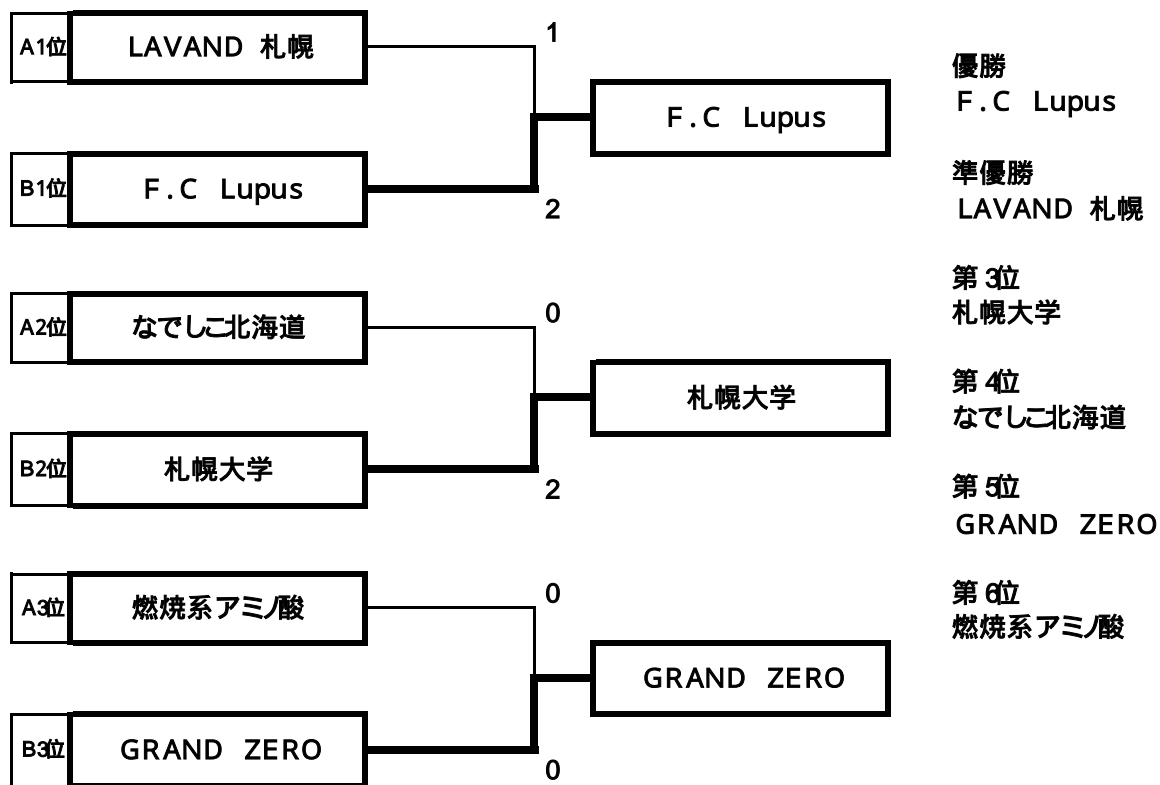 A1位 LAVAND 札幌 1
F.C Lupus
B1位 F.C Lupus 2
A2位 なでしこ北海道 0
札幌大学
B2位 札幌大学 2
A3位 燃焼系アミノ酸 0
GRAND ZERO
B3位 GRAND ZERO 0
優勝
F.C Lupus
準優勝
LAVAND 札幌
第3位
札幌大学
第4位
なでしこ北海道
第5位
GRAND ZERO
第6位
燃焼系アミノ酸